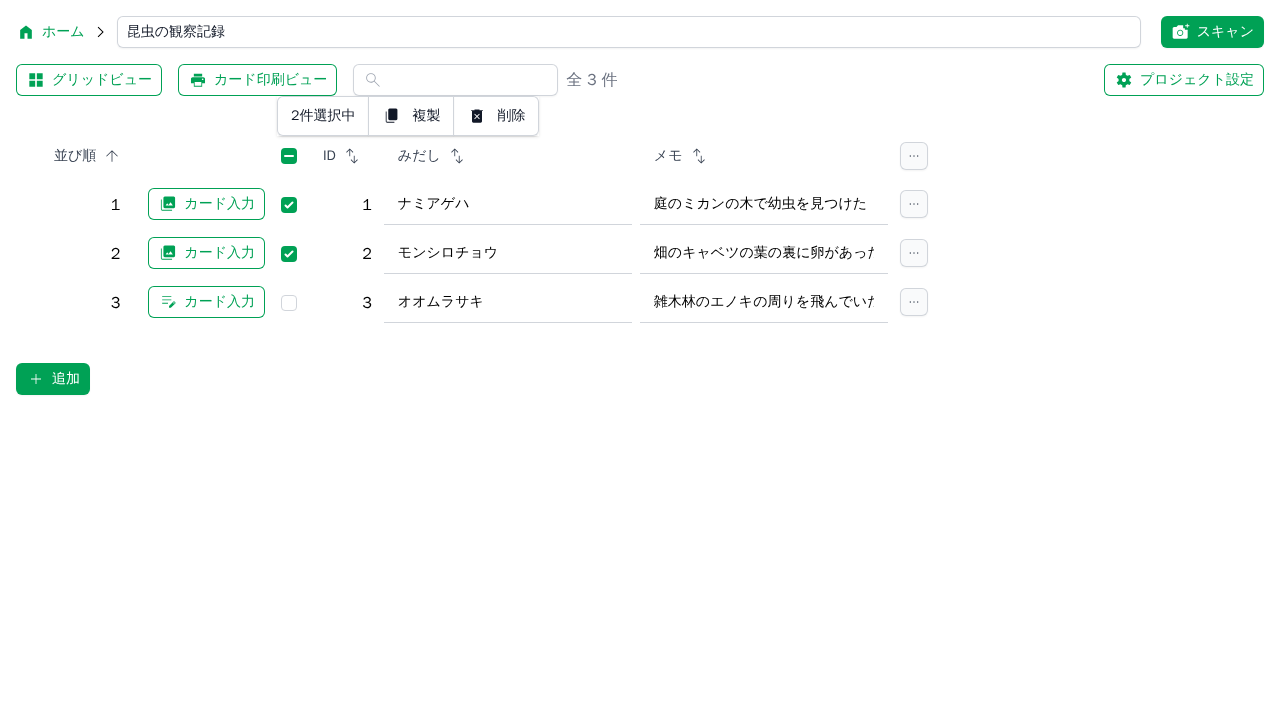 ホーム
昆虫の観察記録
スキャン
グリッドビュー
カード印刷ビュー
全 3 件
プロジェクト設定
2件選択中
複製
削除
並び順
ID
みだし
メモ
1
カード入力
1
ナミアゲハ
庭のミカンの木で幼虫を見つけた
2
カード入力
2
モンシロチョウ
畑のキャベツの葉の裏に卵があった
3
カード入力
3
オオムラサキ
雑木林のエノキの周りを飛んでいた
追加